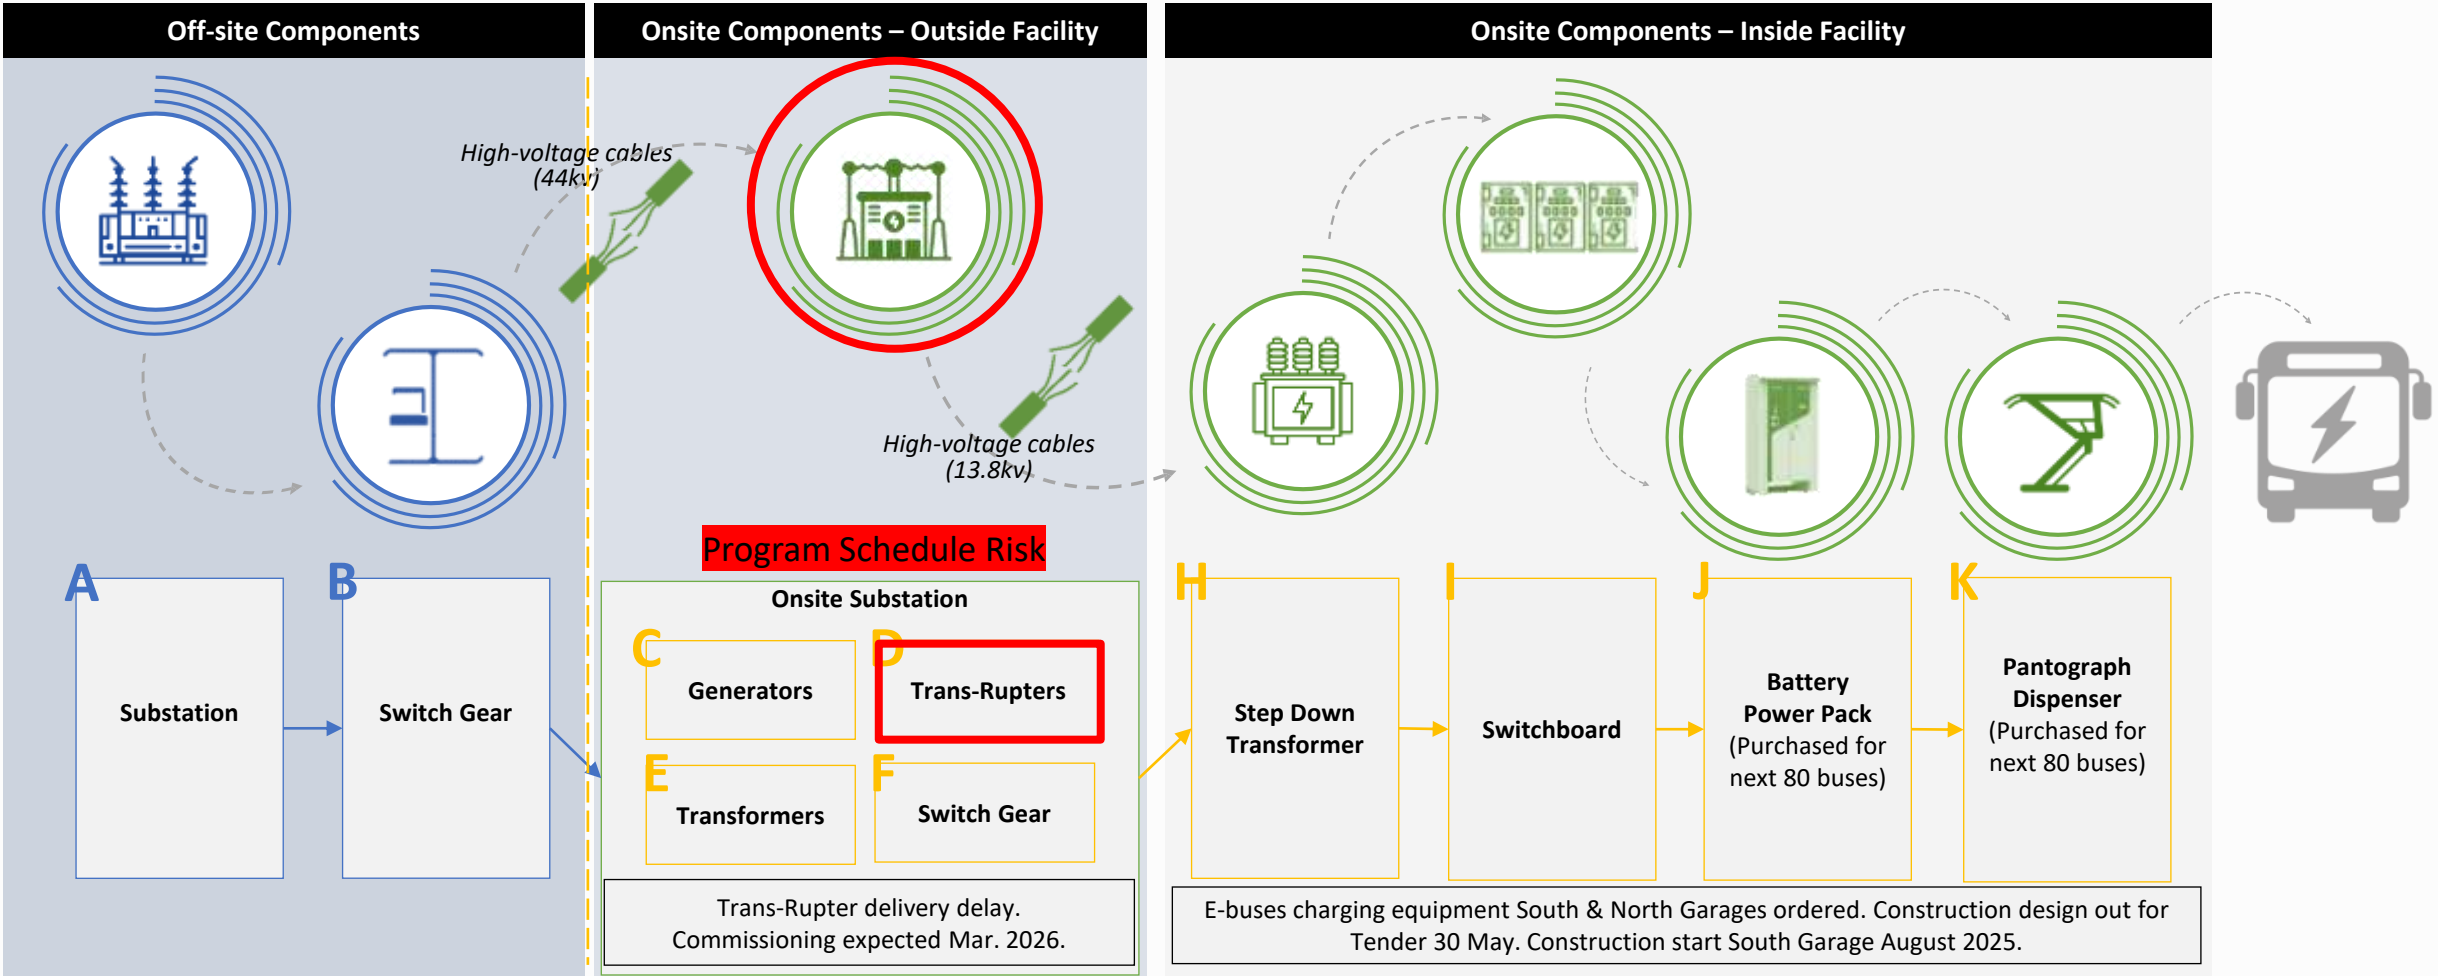 Off-site Components
Onsite Components – Outside Facility
Onsite Components – Inside Facility
High-voltage cables
(44kv)
High-voltage cables
(13.8kv)
Program Schedule Risk
A
Substation
B
Switch Gear
Onsite Substation
C
Generators
D
Trans-Rupters
E
Transformers
F
Switch Gear
Trans-Rupter delivery delay.
Commissioning expected Mar. 2026.
H
Step Down
Transformer
I
Switchboard
J
Battery
Power Pack
(Purchased for
next 80 buses)
K
Pantograph
Dispenser
(Purchased for
next 80 buses)
E-buses charging equipment South & North Garages ordered. Construction design out for
Tender 30 May. Construction start South Garage August 2025.